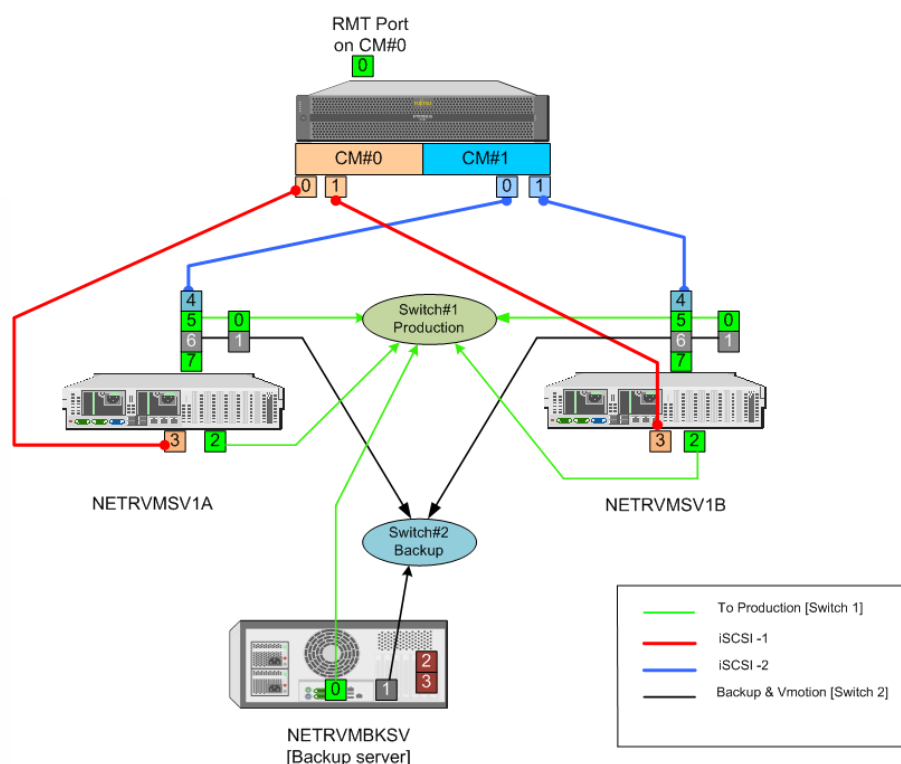 RMT Port
on CM#0
0
FUJITSU
CM#0 CM#1
0 1 0 1
4 4
5 0 Switch#1 5 0
6 1 Production 6 1
7 7
3 2 3 2
NETRVMSV1A NETRVMSV1B
Switch#2
Backup
To Production [Switch 1]
iSCSI -1
iSCSI -2
Backup & Vmotion [Switch 2]
2
3
0 1
NETRVMBKSV
[Backup server]